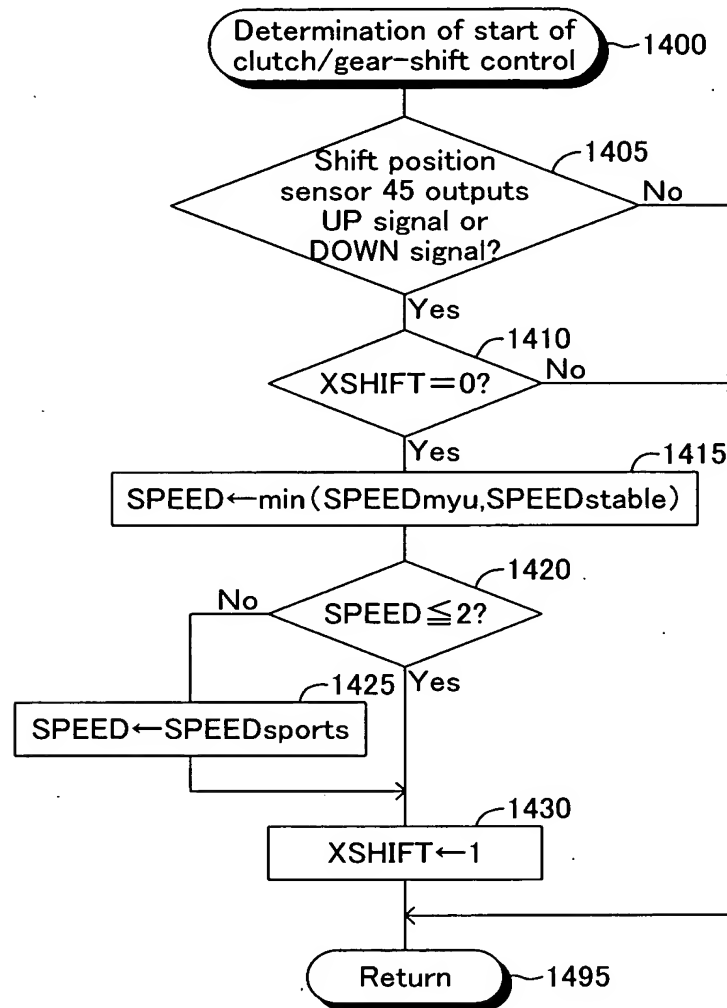 Determination of start of
clutch/gear-shift control
1400
1405
Shift position
sensor 45 outputs
UP signal or
DOWN signal?
No
Yes
1410
XSHIFT=0?
No
Yes
1415
SPEED←min(SPEEDmyu,SPEEDstable)
1420
SPEED≦2?
No
Yes
1425
SPEED←SPEEDsports
1430
XSHIFT←1
Return
1495